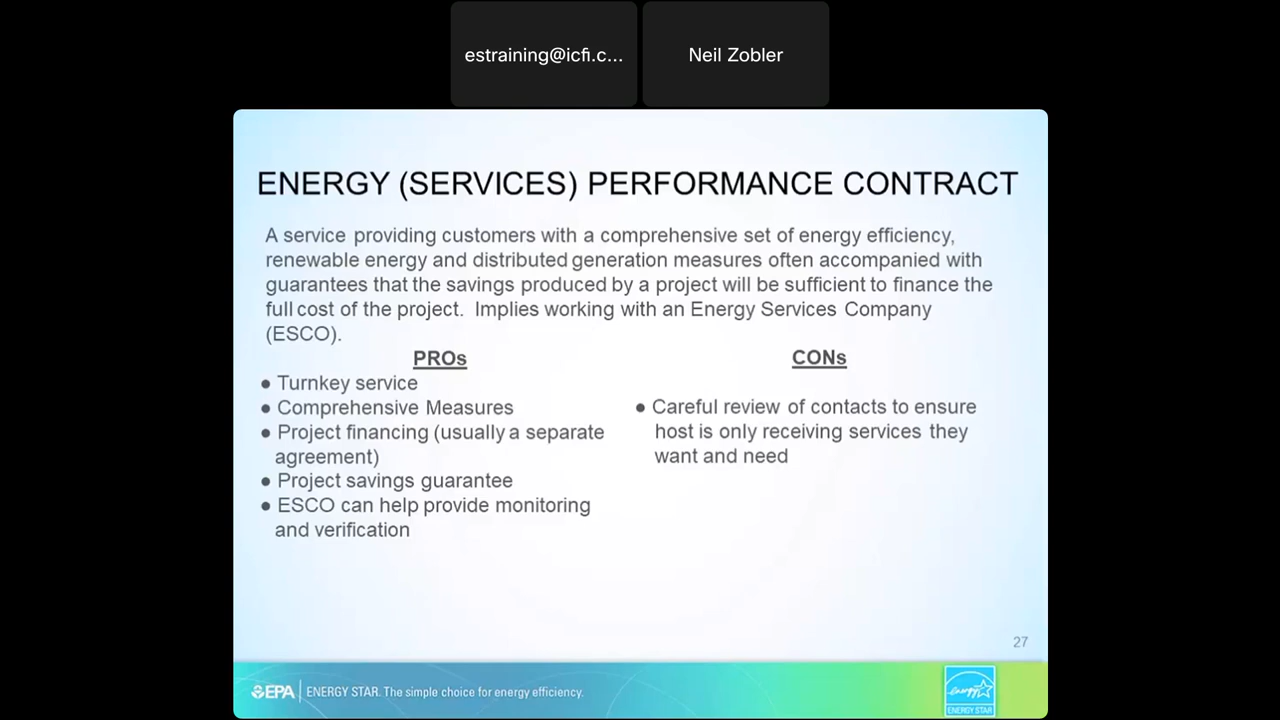 estraining@icfi.c...
Neil Zobler
ENERGY (SERVICES) PERFORMANCE CONTRACT
A service providing customers with a comprehensive set of energy efficiency,
renewable energy and distributed generation measures often accompanied with
guarantees that the savings produced by a project will be sufficient to finance the
full cost of the project. Implies working with an Energy Services Company
(ESCO).
PROs
● Turnkey service
● Comprehensive Measures
● Project financing (usually a separate
agreement)
● Project savings guarantee
● ESCO can help provide monitoring
and verification
CONs
● Careful review of contacts to ensure
host is only receiving services they
want and need
27
EPA
ENERGY STAR. The simple choice for energy efficiency.
energy
ENERGY STAR